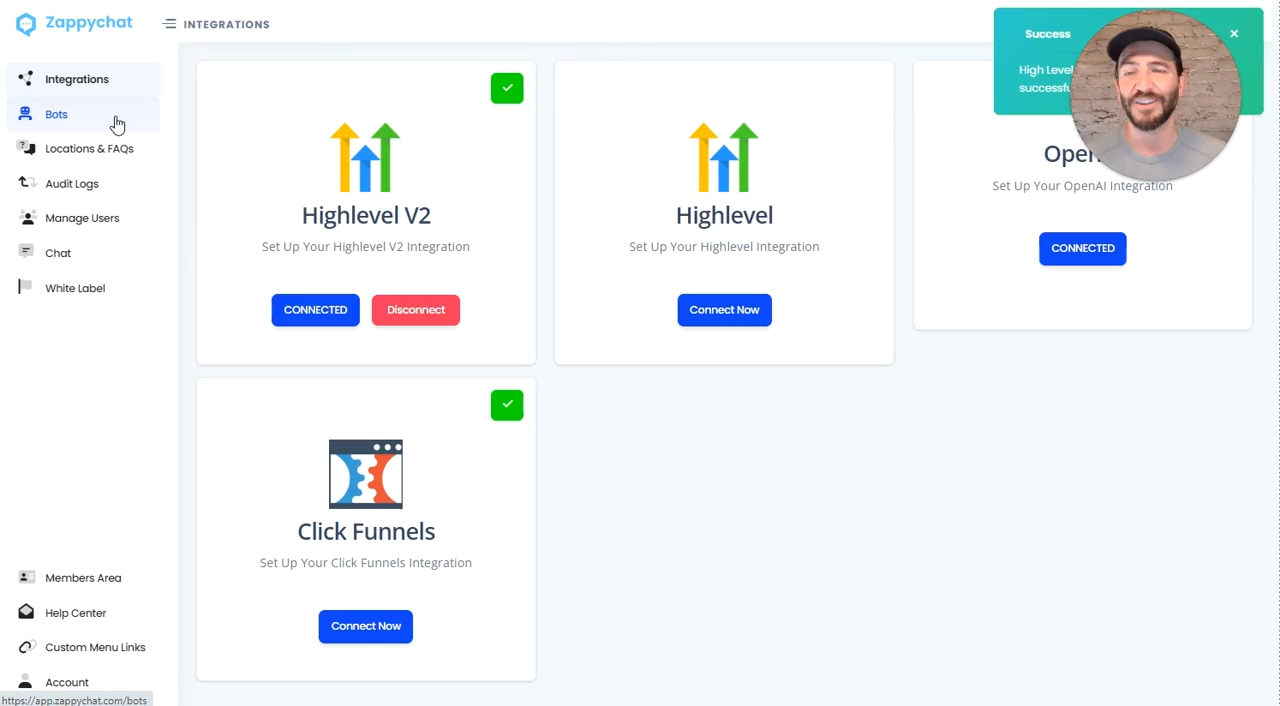 Zappychat
INTEGRATIONS
Integrations
Bots
Locations & FAQs
Audit Logs
Manage Users
Chat
White Label
Members Area
Help Center
Custom Menu Links
Account
https://app.zappychat.com/bots
Highlevel V2
Set Up Your Highlevel V2 Integration
CONNECTED
Disconnect
Highlevel
Set Up Your Highlevel Integration
Connect Now
Success
High Level
Set Up Your OpenAI Integration
CONNECTED
Click Funnels
Set Up Your Click Funnels Integration
Connect Now